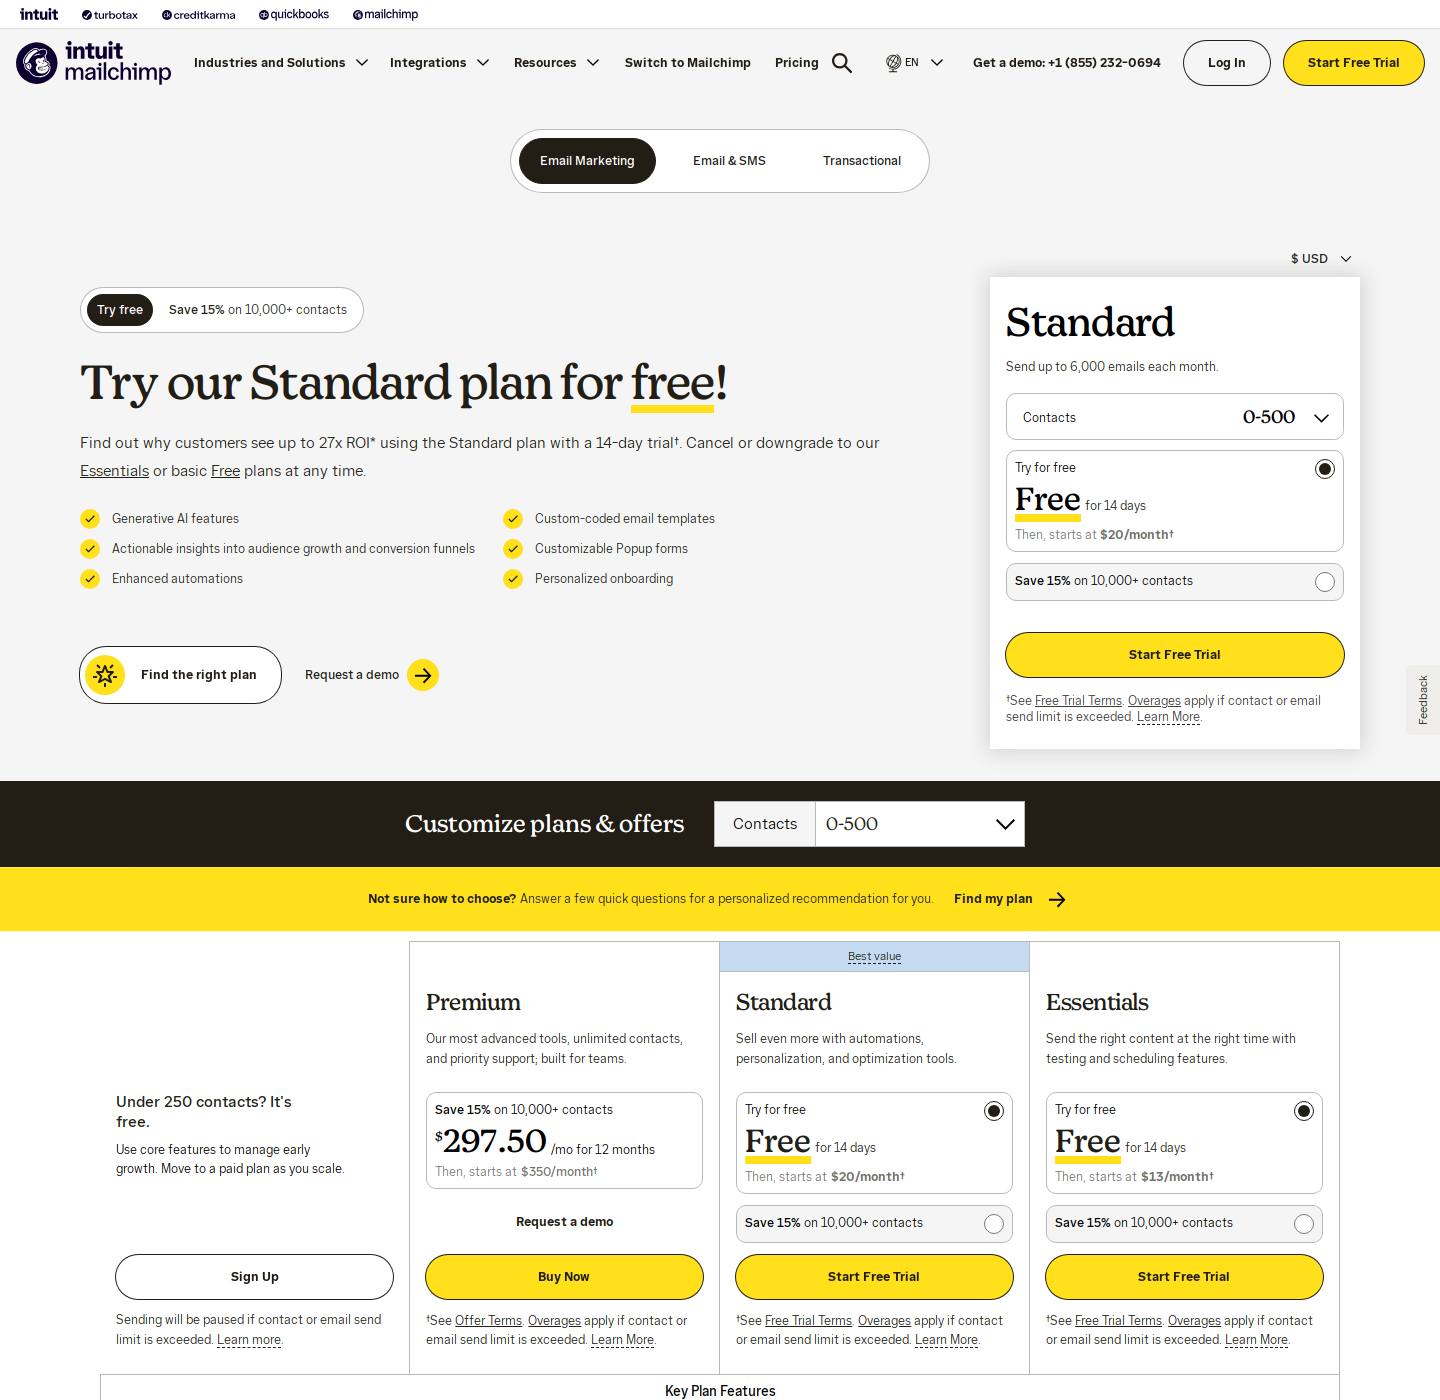 intuit turbotax creditkarma quickbooks mailchimp
intuit
mailchimp
Industries and Solutions Integrations Resources Switch to Mailchimp Pricing EN Get a demo: +1 (855) 232-0694 Log In Start Free Trial
Email Marketing Email & SMS Transactional
$ USD
Try free Save 15% on 10,000+ contacts
Try our Standard plan for free!
Find out why customers see up to 27x ROI* using the Standard plan with a 14-day trial†. Cancel or downgrade to our
Essentials or basic Free plans at any time.
Generative AI features
Actionable insights into audience growth and conversion funnels
Enhanced automations
Custom-coded email templates
Customizable Popup forms
Personalized onboarding
Find the right plan Request a demo
Standard
Send up to 6,000 emails each month.
Contacts 0-500
Try for free
Free for 14 days
Then, starts at $20/month†
Save 15% on 10,000+ contacts
Start Free Trial
†See Free Trial Terms. Overages apply if contact or email
send limit is exceeded. Learn More.
Feedback
Customize plans & offers Contacts 0-500
Not sure how to choose? Answer a few quick questions for a personalized recommendation for you. Find my plan
Under 250 contacts? It's
free.
Use core features to manage early
growth. Move to a paid plan as you scale.
Sign Up
Sending will be paused if contact or email send
limit is exceeded. Learn more.
Premium
Our most advanced tools, unlimited contacts,
and priority support; built for teams.
Save 15% on 10,000+ contacts
$297.50 /mo for 12 months
Then, starts at $350/month†
Request a demo
Buy Now
†See Offer Terms. Overages apply if contact or
email send limit is exceeded. Learn More.
Best value
Standard
Sell even more with automations,
personalization, and optimization tools.
Try for free
Free for 14 days
Then, starts at $20/month†
Save 15% on 10,000+ contacts
Start Free Trial
†See Free Trial Terms. Overages apply if contact
or email send limit is exceeded. Learn More.
Essentials
Send the right content at the right time with
testing and scheduling features.
Try for free
Free for 14 days
Then, starts at $13/month†
Save 15% on 10,000+ contacts
Start Free Trial
†See Free Trial Terms. Overages apply if contact
or email send limit is exceeded. Learn More.
Key Plan Features